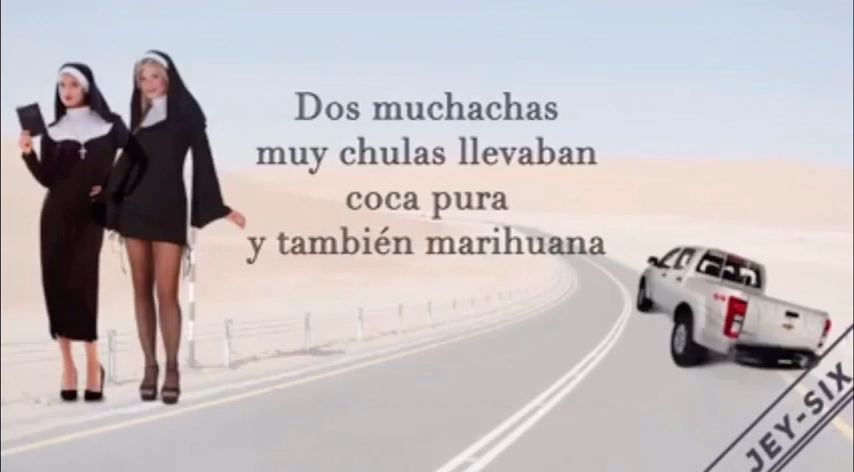 Dos muchachas
muy chulas llevaban
coca pura
y también marihuana
JEY-SIX